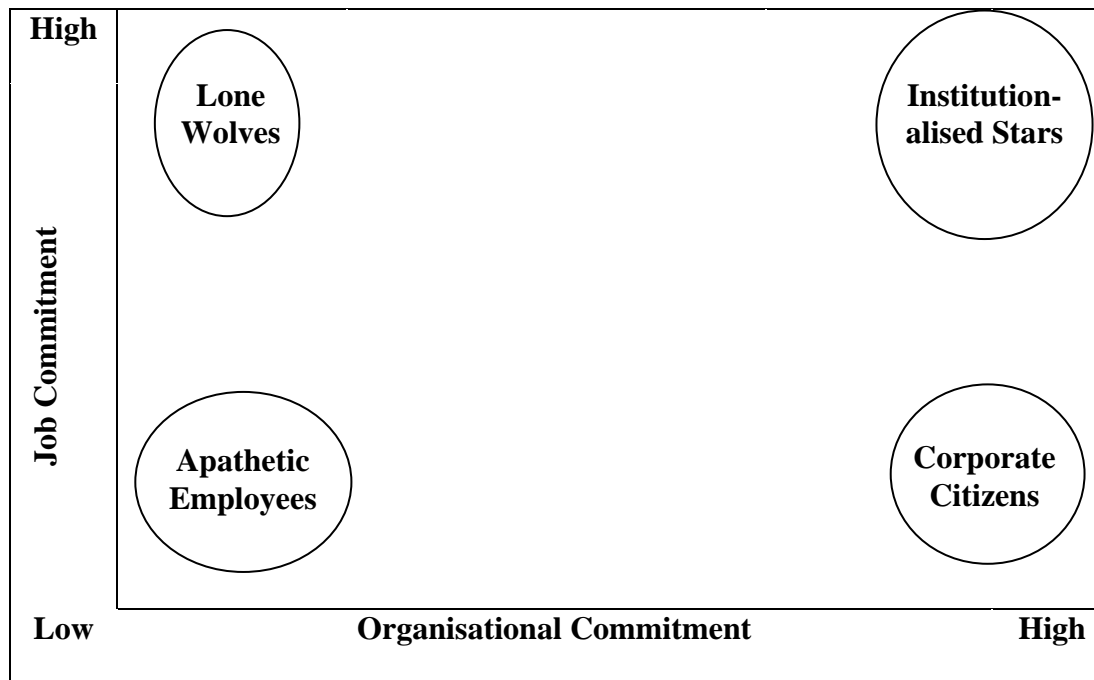 High
Lone
Wolves
Institution-
alised Stars
Job Commitment
Apathetic
Employees
Corporate
Citizens
Low
Organisational Commitment
High